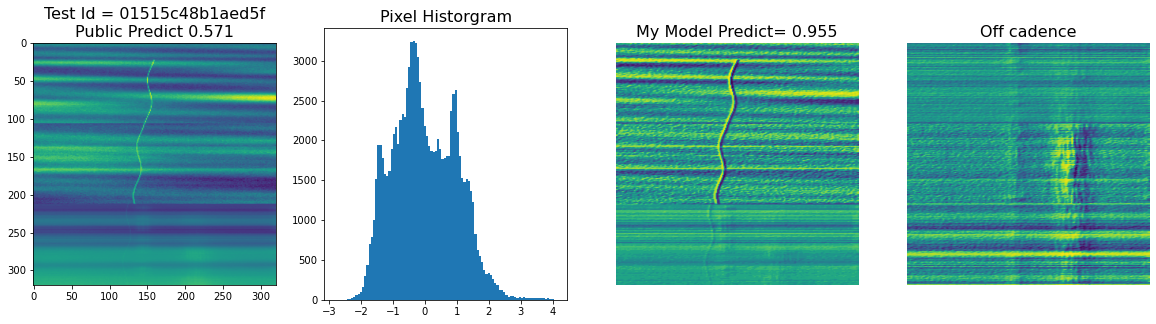 Test Id = 01515c48b1aed5f
Public Predict 0.571
Pixel Historgram
My Model Predict= 0.955
Off cadence
0
50
100
150
200
250
300
0 50 100 150 200 250 300
3000
2500
2000
1500
1000
500
0
−3 −2 −1 0 1 2 3 4